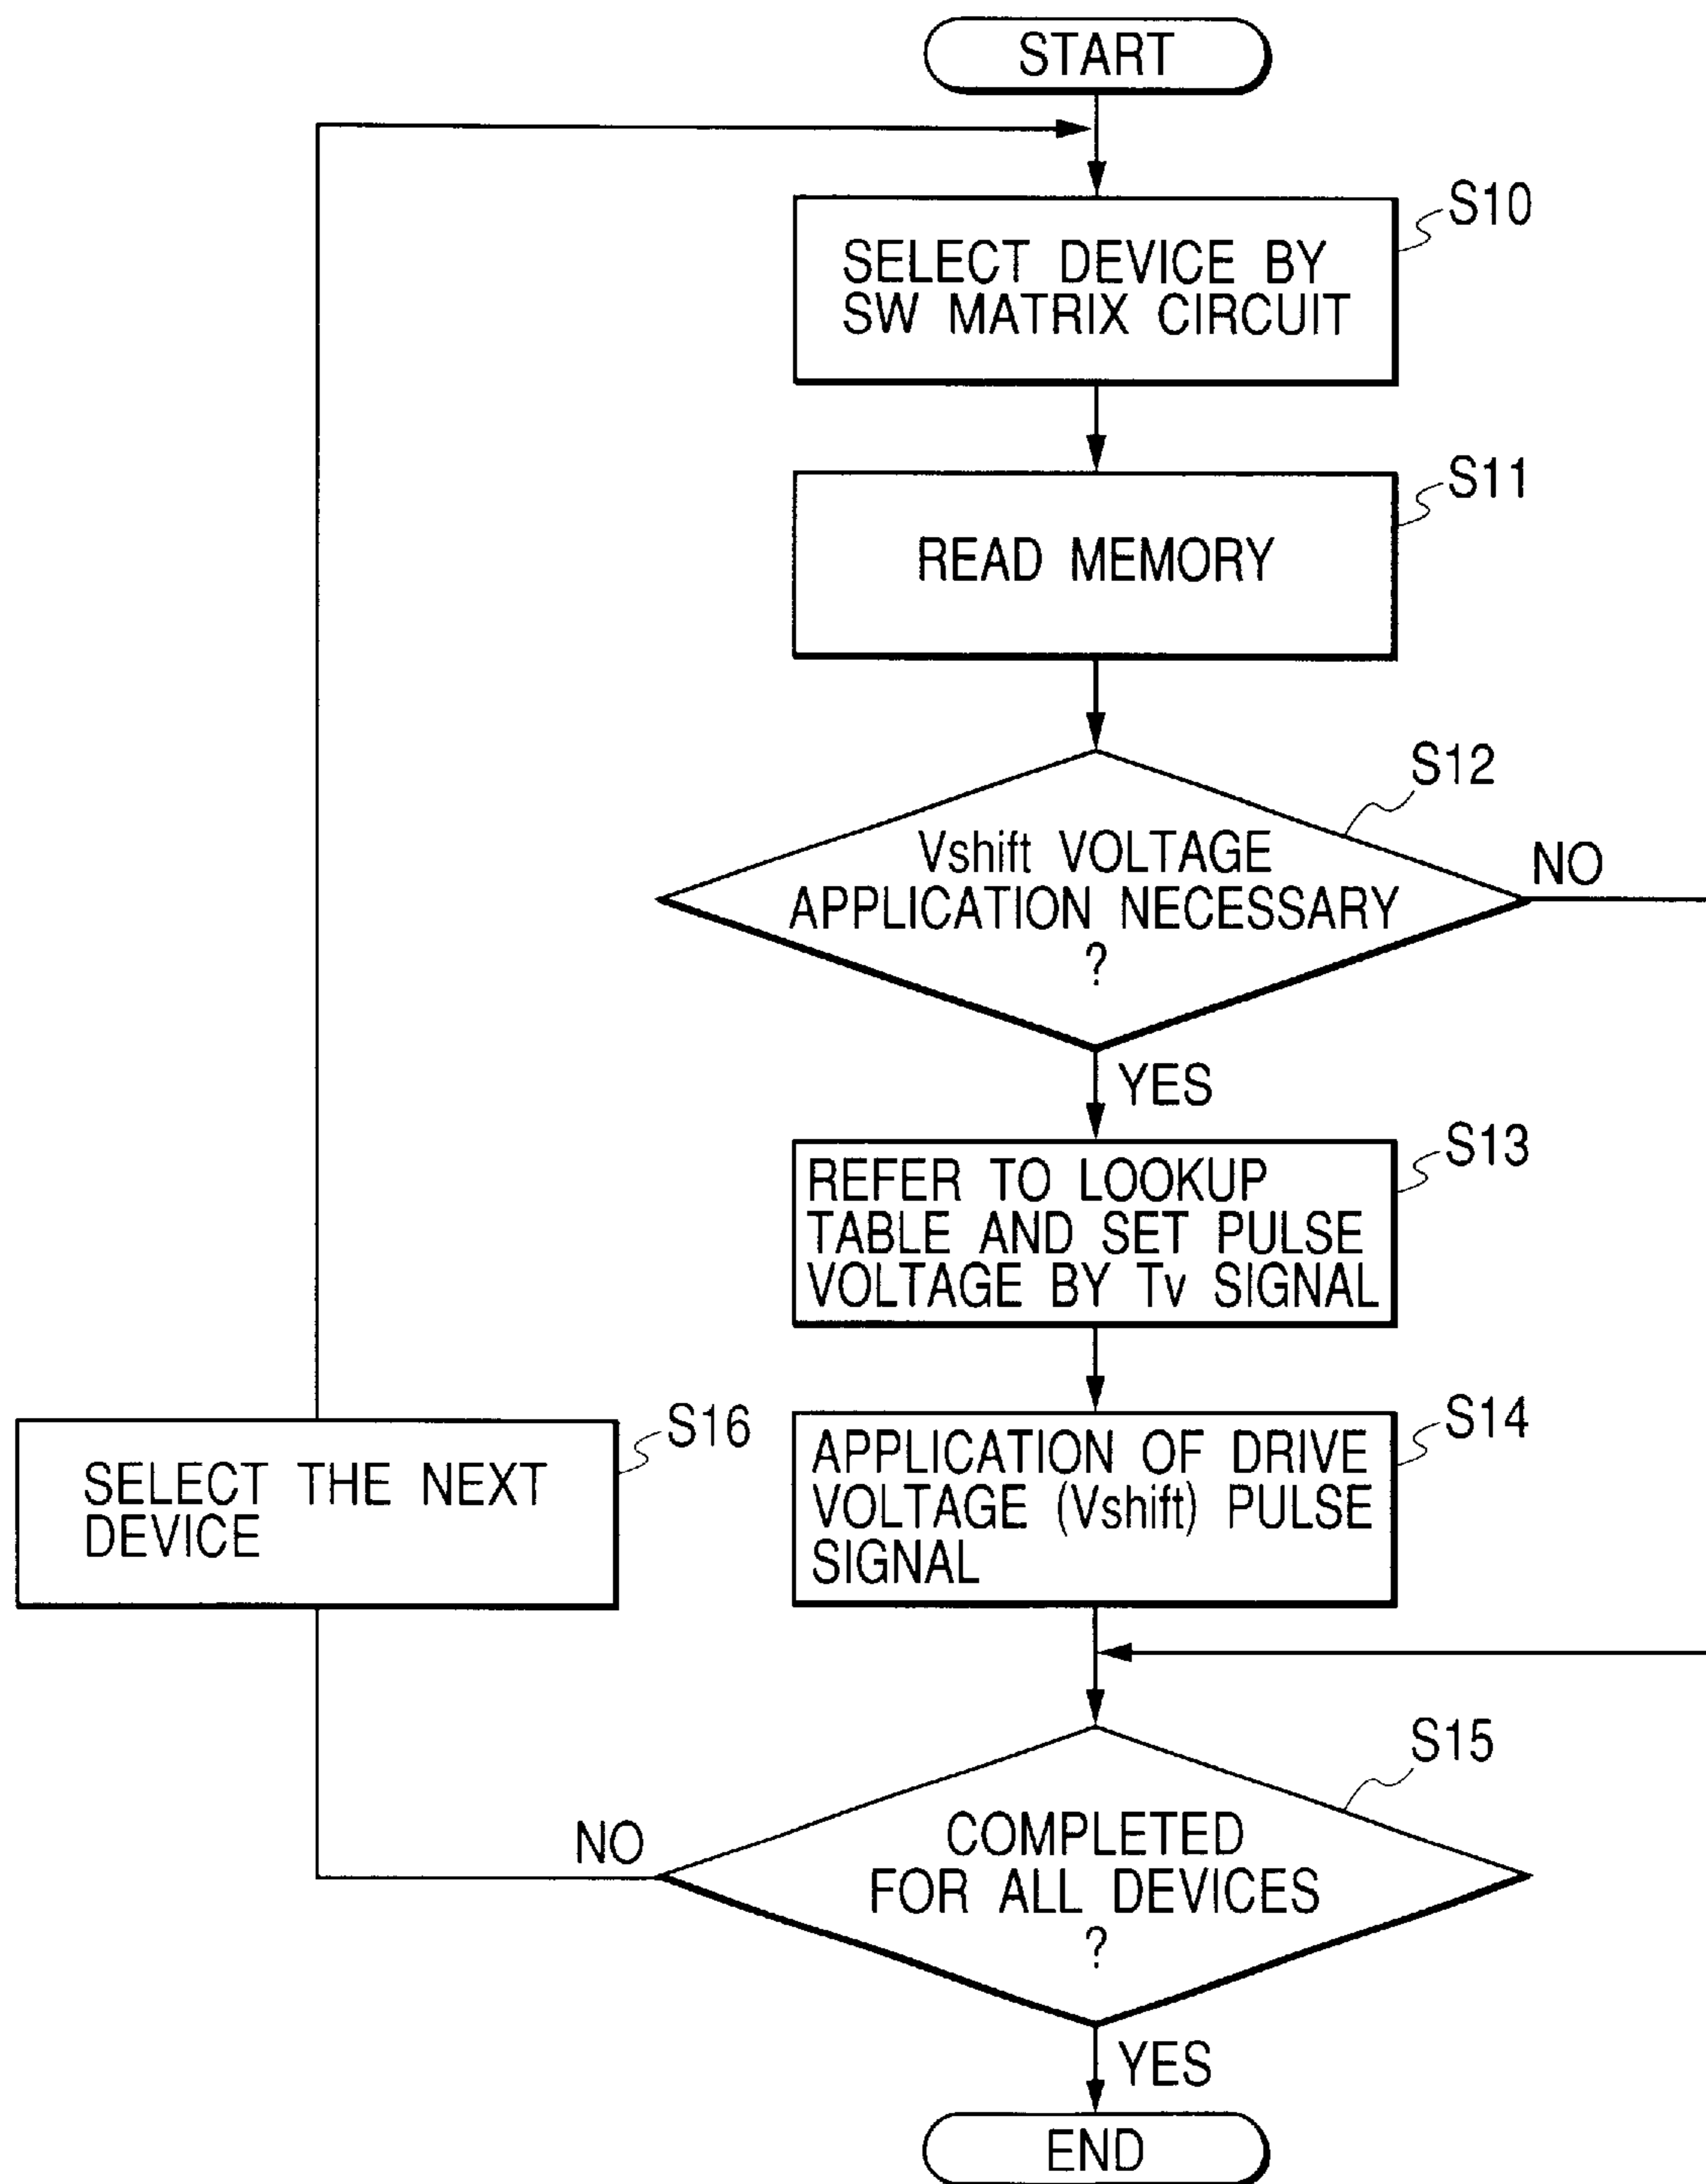 START
S10
SELECT DEVICE BY
SW MATRIX CIRCUIT
S11
READ MEMORY
S12
Vshift VOLTAGE
APPLICATION NECESSARY
?
NO
YES
S13
REFER TO LOOKUP
TABLE AND SET PULSE
VOLTAGE BY Tv SIGNAL
S14
APPLICATION OF DRIVE
VOLTAGE (Vshift) PULSE
SIGNAL
S16
SELECT THE NEXT
DEVICE
S15
COMPLETED
FOR ALL DEVICES
?
NO
YES
END